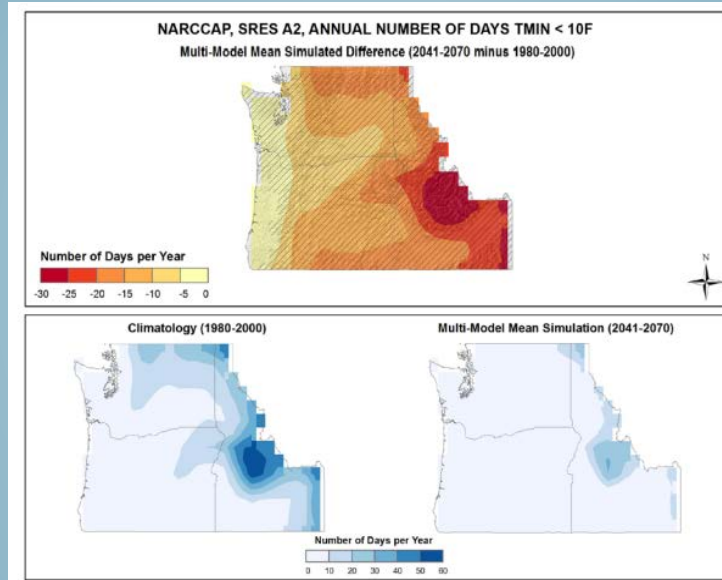 NARCCAP, SRES A2, ANNUAL NUMBER OF DAYS TMIN < 10F
Multi-Model Mean Simulated Difference (2041-2070 minus 1980-2000)
Number of Days per Year
-30 -25 -20 -15 -10 -5 0
N
Climatology (1980-2000)
Multi-Model Mean Simulation (2041-2070)
Number of Days per Year
0 10 20 30 40 50 60